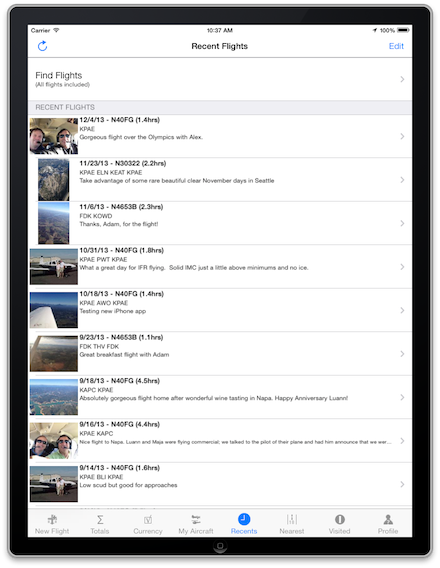 Carrier 10:37 AM 100%
Recent Flights Edit
Find Flights
(All flights included)
RECENT FLIGHTS
12/4/13 - N40FG (1.4hrs)
KPAE
Gorgeous flight over the Olympics with Alex.
11/23/13 - N30322 (2.2hrs)
KPAE ELN KEAT KPAE
Take advantage of some rare beautiful clear November days in Seattle
11/6/13 - N4653B (2.3hrs)
FDK KOWD
Thanks, Adam, for the flight!
10/31/13 - N40FG (1.8hrs)
KPAE PWT KPAE
What a great day for IFR flying.  Solid IMC just a little above minimums and no ice.
10/18/13 - N40FG (1.4hrs)
KPAE AWO KPAE
Testing new iPhone app
9/23/13 - N4653B (1.1hrs)
FDK THV FDK
Great breakfast flight with Adam
9/18/13 - N40FG (4.5hrs)
KAPC KPAE
Absolutely gorgeous flight home after wonderful wine tasting in Napa. Happy Anniversary Luann!
9/16/13 - N40FG (4.4hrs)
KPAE KAPC
Nice flight to Napa. Luann and Maja were flying commercial; we talked to the pilot of their plane and had him announce that we wer...
9/14/13 - N40FG (1.6hrs)
KPAE BLI KPAE
Low scud but good for approaches
New Flight Totals Currency My Aircraft Recents Nearest Visited Profile